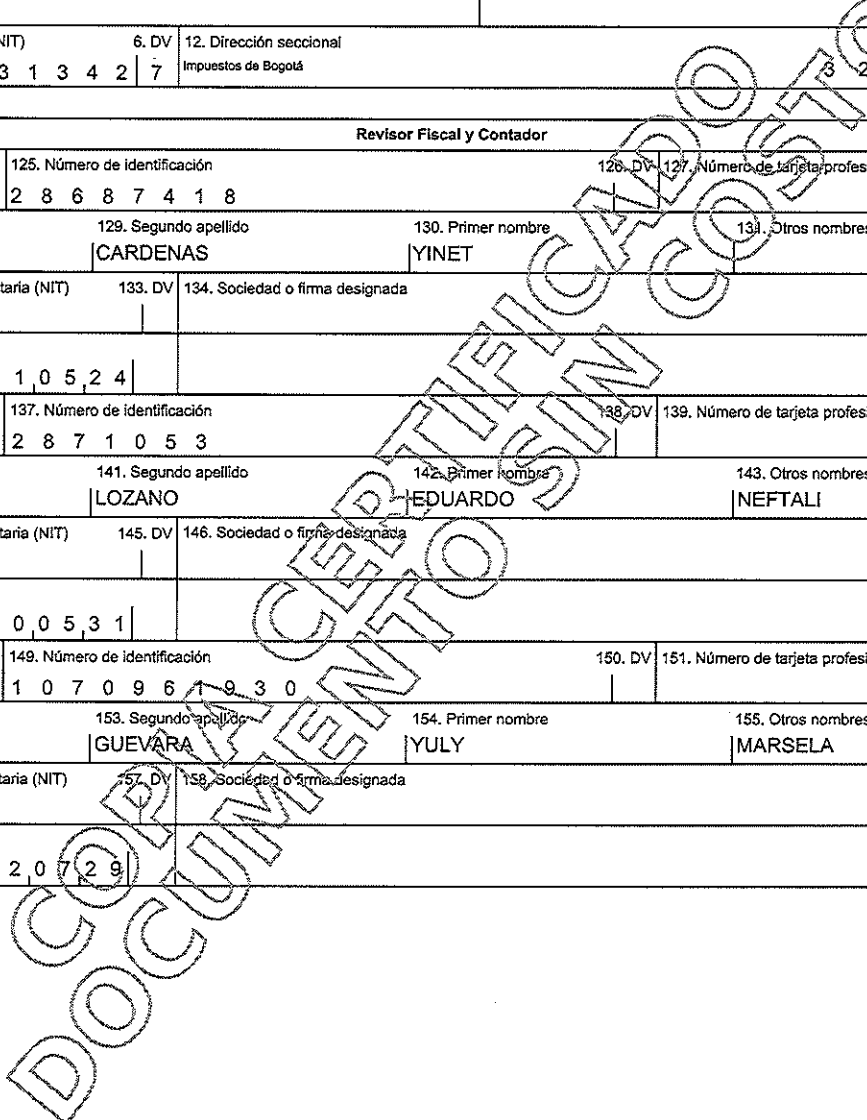 NIT) 6. DV 12. Dirección seccional
3 1 3 4 2 7 Impuestos de Bogotá 3 2
Revisor Fiscal y Contador
125. Número de identificación 126. DV 127. Número de tarjeta profes
2 8 6 8 7 4 1 8
129. Segundo apellido 130. Primer nombre 131. Otros nombres
CARDENAS YINET
taria (NIT) 133. DV 134. Sociedad o firma designada
1 0 5 2 4
137. Número de identificación 138. DV 139. Número de tarjeta profesi
2 8 7 1 0 5 3
141. Segundo apellido 142. Primer nombre 143. Otros nombres
LOZANO EDUARDO NEFTALI
taria (NIT) 145. DV 146. Sociedad o firma designada
0 0 5 3 1
149. Número de identificación 150. DV 151. Número de tarjeta profesi
1 0 7 0 9 6 1 9 3 0
153. Segundo apellido 154. Primer nombre 155. Otros nombres
GUEVARA YULY MARSELA
taria (NIT) 157. DV 158. Sociedad o firma designada
2 0 7 2 9
COPIA CERTIFICADO
DOCUMENTO SIN COSTO